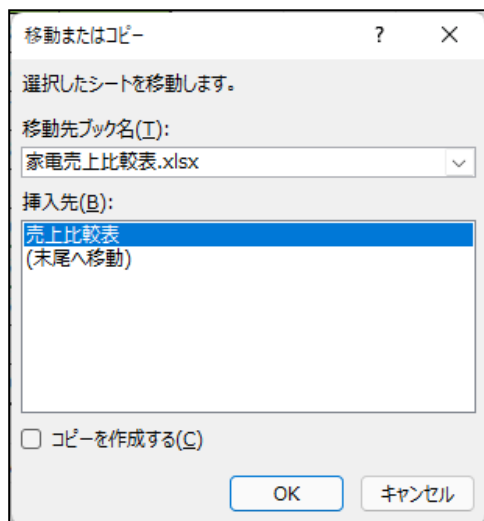 移動またはコピー ? ×
選択したシートを移動します。
移動先ブック名(T):
家電売上比較表.xlsx
挿入先(B):
売上比較表
(末尾へ移動)
コピーを作成する(C)
OK キャンセル